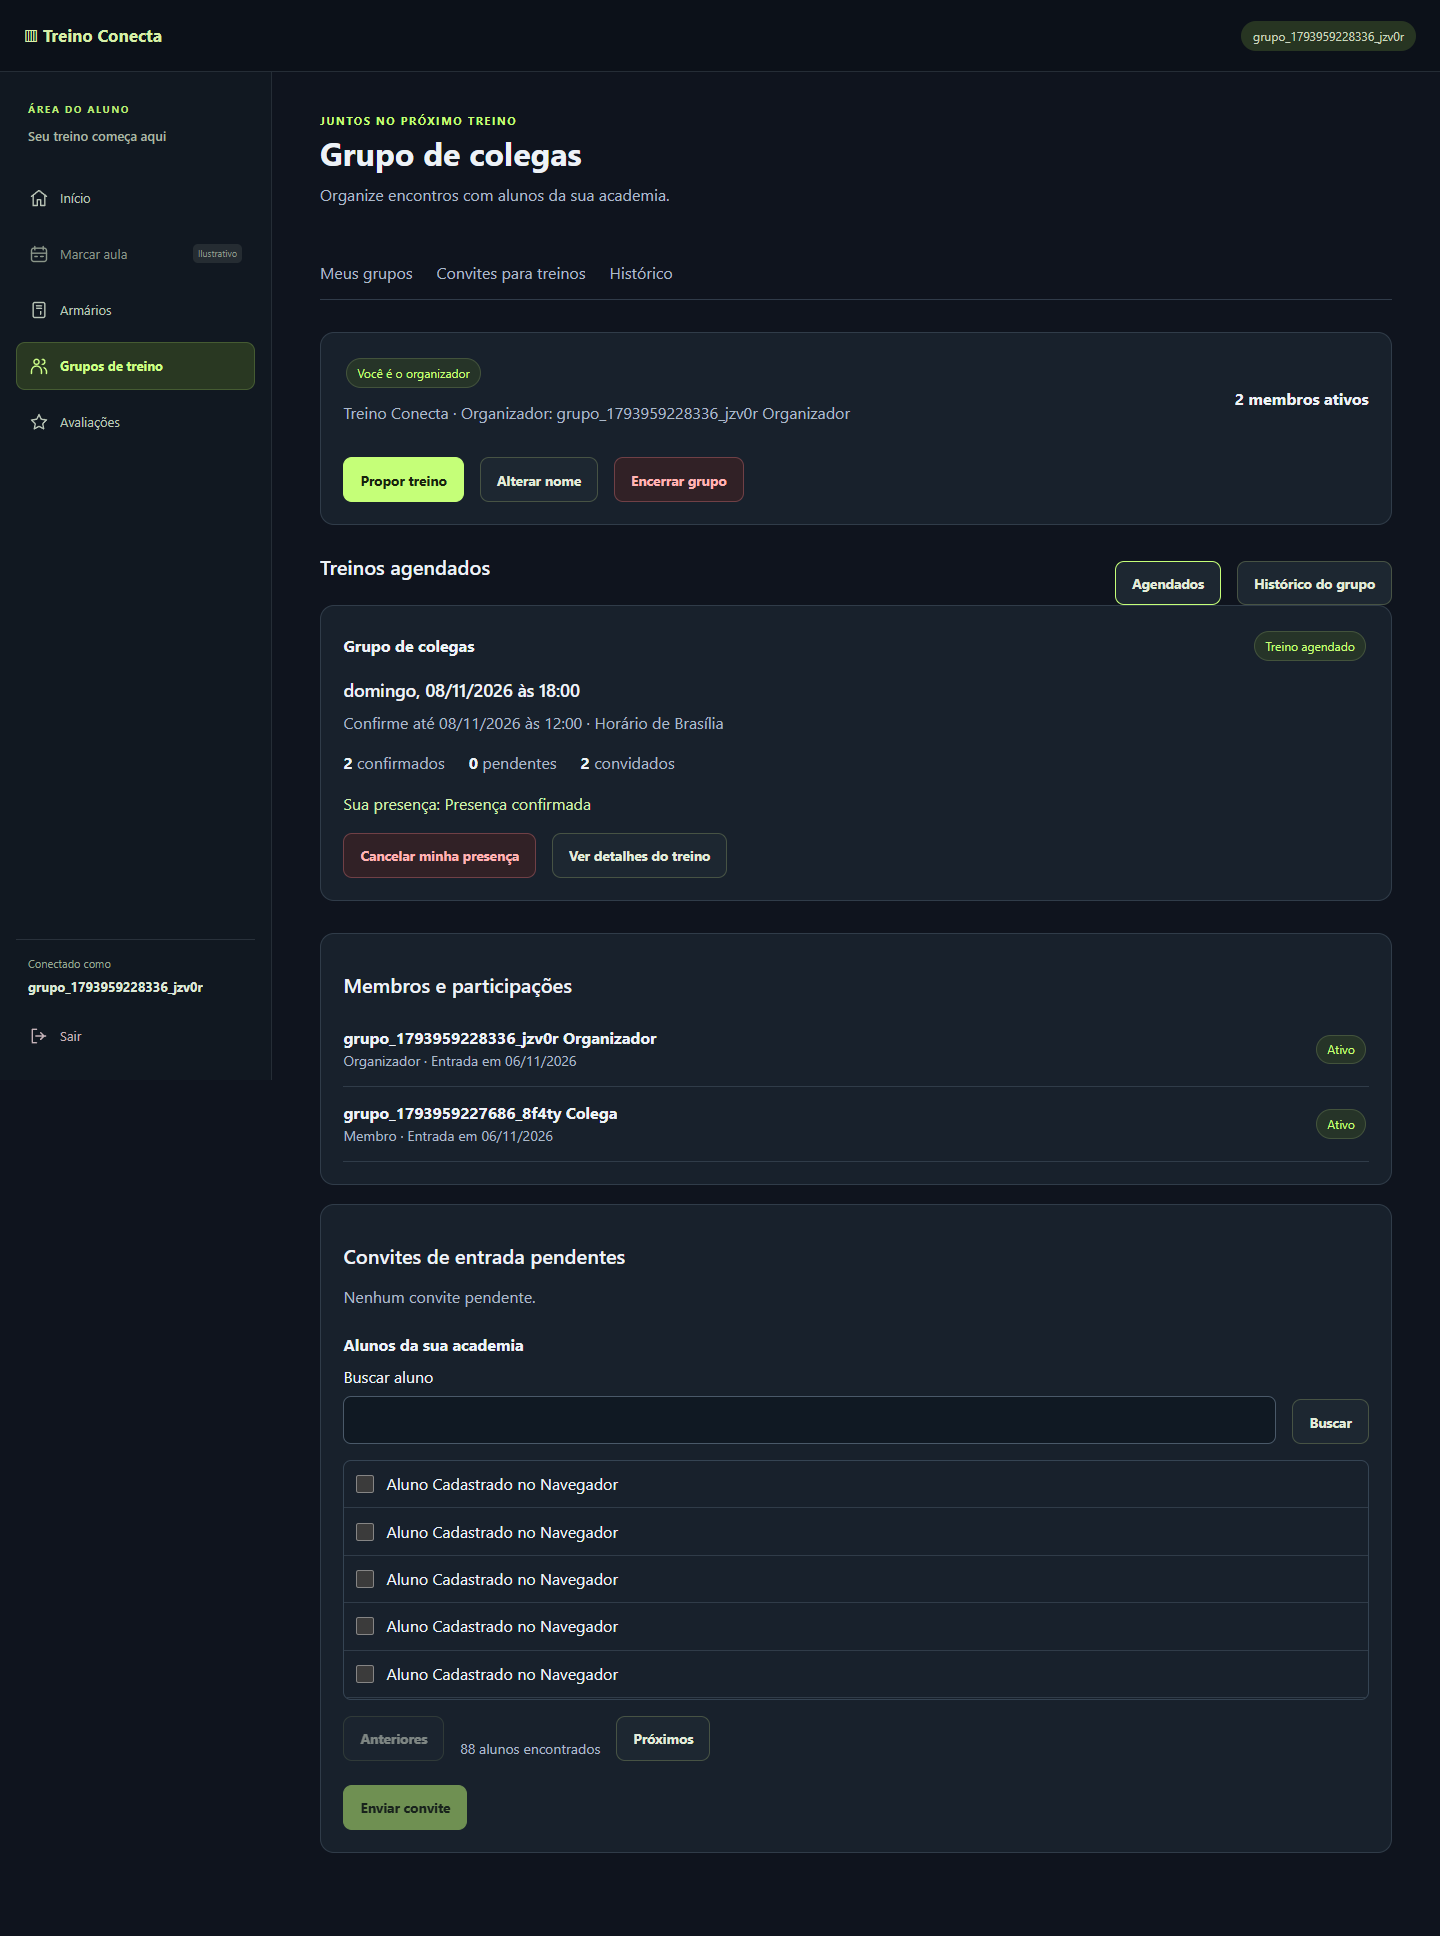 Treino Conecta
grupo_1793959228336_jzv0r
ÁREA DO ALUNO
Seu treino começa aqui
Início
Marcar aula
Ilustrativo
Armários
Grupos de treino
Avaliações
Conectado como
grupo_1793959228336_jzv0r
Sair
JUNTOS NO PRÓXIMO TREINO
Grupo de colegas
Organize encontros com alunos da sua academia.
Meus grupos
Convites para treinos
Histórico
Você é o organizador
Treino Conecta · Organizador: grupo_1793959228336_jzv0r Organizador
2 membros ativos
Propor treino
Alterar nome
Encerrar grupo
Treinos agendados
Agendados
Histórico do grupo
Grupo de colegas
Treino agendado
domingo, 08/11/2026 às 18:00
Confirme até 08/11/2026 às 12:00 · Horário de Brasília
2 confirmados
0 pendentes
2 convidados
Sua presença: Presença confirmada
Cancelar minha presença
Ver detalhes do treino
Membros e participações
grupo_1793959228336_jzv0r Organizador
Organizador · Entrada em 06/11/2026
Ativo
grupo_1793959227686_8f4ty Colega
Membro · Entrada em 06/11/2026
Ativo
Convites de entrada pendentes
Nenhum convite pendente.
Alunos da sua academia
Buscar aluno
Buscar
Aluno Cadastrado no Navegador
Aluno Cadastrado no Navegador
Aluno Cadastrado no Navegador
Aluno Cadastrado no Navegador
Aluno Cadastrado no Navegador
Anteriores
88 alunos encontrados
Próximos
Enviar convite